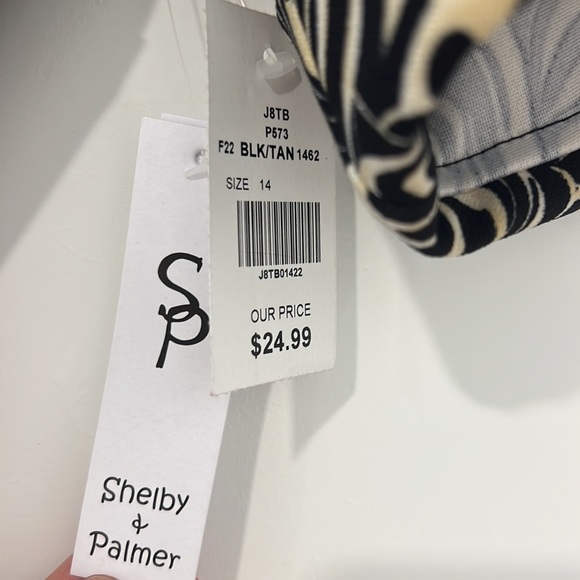 J8TB
P573
F22 BLK/TAN 1462
SIZE 14
J8TB01422
OUR PRICE
$24.99
SP
Shelby
&
Palmer